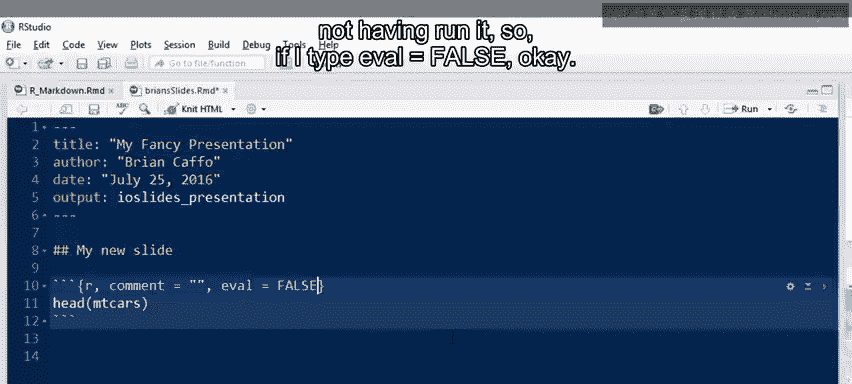 not having run it, so,
if I type eval = FALSE, okay.
RStudio
File Edit Code View Plots Session Build Debug Tools
Go to file/function
R_Markdown.Rmd × briansSlides.Rmd* ×
ABC Knit HTML Run
1 ---
2 title: "My Fancy Presentation"
3 author: "Brian Caffo"
4 date: "July 25, 2016"
5 output: ioslides_presentation
6 ---
7
8 ## My new slide
9
10 ```{r, comment = "", eval = FALSE}
11 head(mtcars)
12 ```
13
14